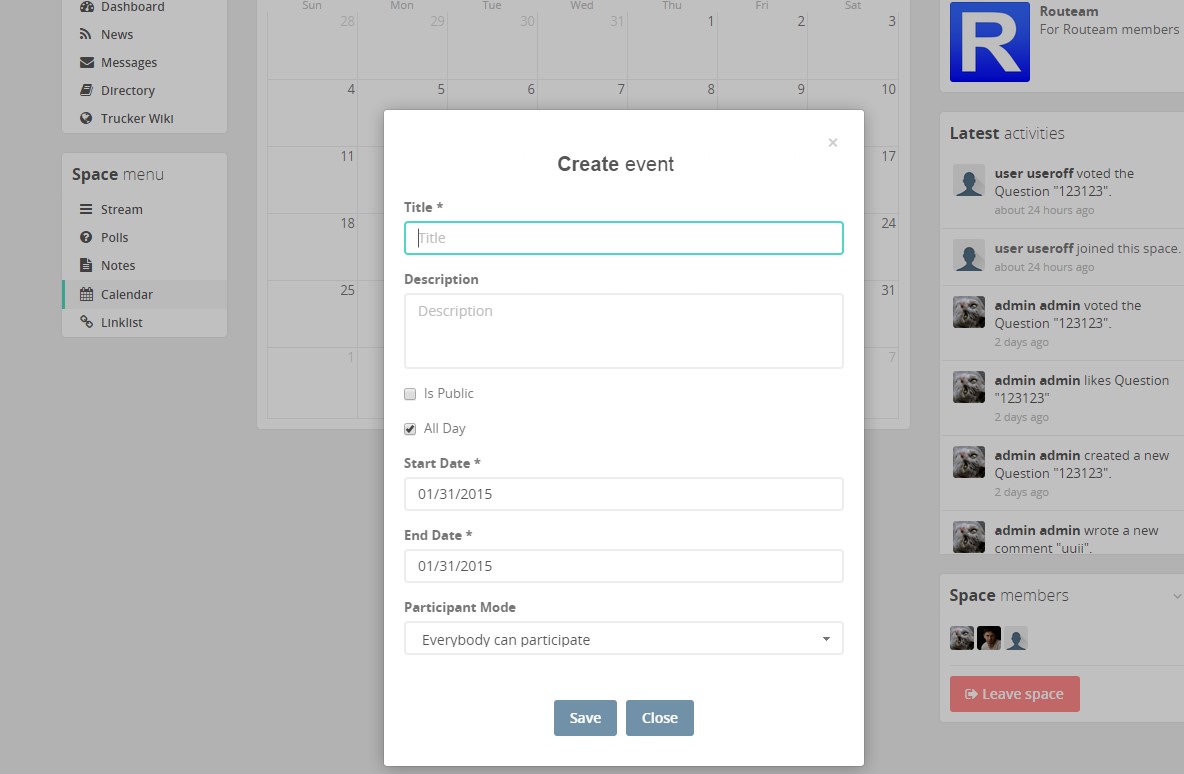 Dashboard
News
Messages
Directory
Trucker Wiki
Space menu
Stream
Polls
Notes
Calendar
Linklist
Sun Mon Tue Wed Thu Fri Sat
28 29 30 31 1 2 3
4 5 6 7 8 9 10
11 17
18 24
25 31
1 7
×
Create event
Title *
Title
Description
Description
Is Public
All Day
Start Date *
01/31/2015
End Date *
01/31/2015
Participant Mode
Everybody can participate
Save Close
R
Routeam
For Routeam members
Latest activities
user useroff voted the
Question "123123".
about 24 hours ago
user useroff joined this space.
about 24 hours ago
admin admin voted the
Question "123123".
2 days ago
admin admin likes Question
"123123"
2 days ago
admin admin created a new
Question "123123".
2 days ago
admin admin wrote a new
comment "uuii".
Space members
Leave space